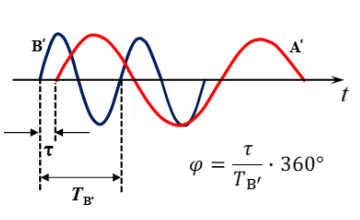 B′ A′
t
τ
T_B′
φ = τ / T_B′ · 360°